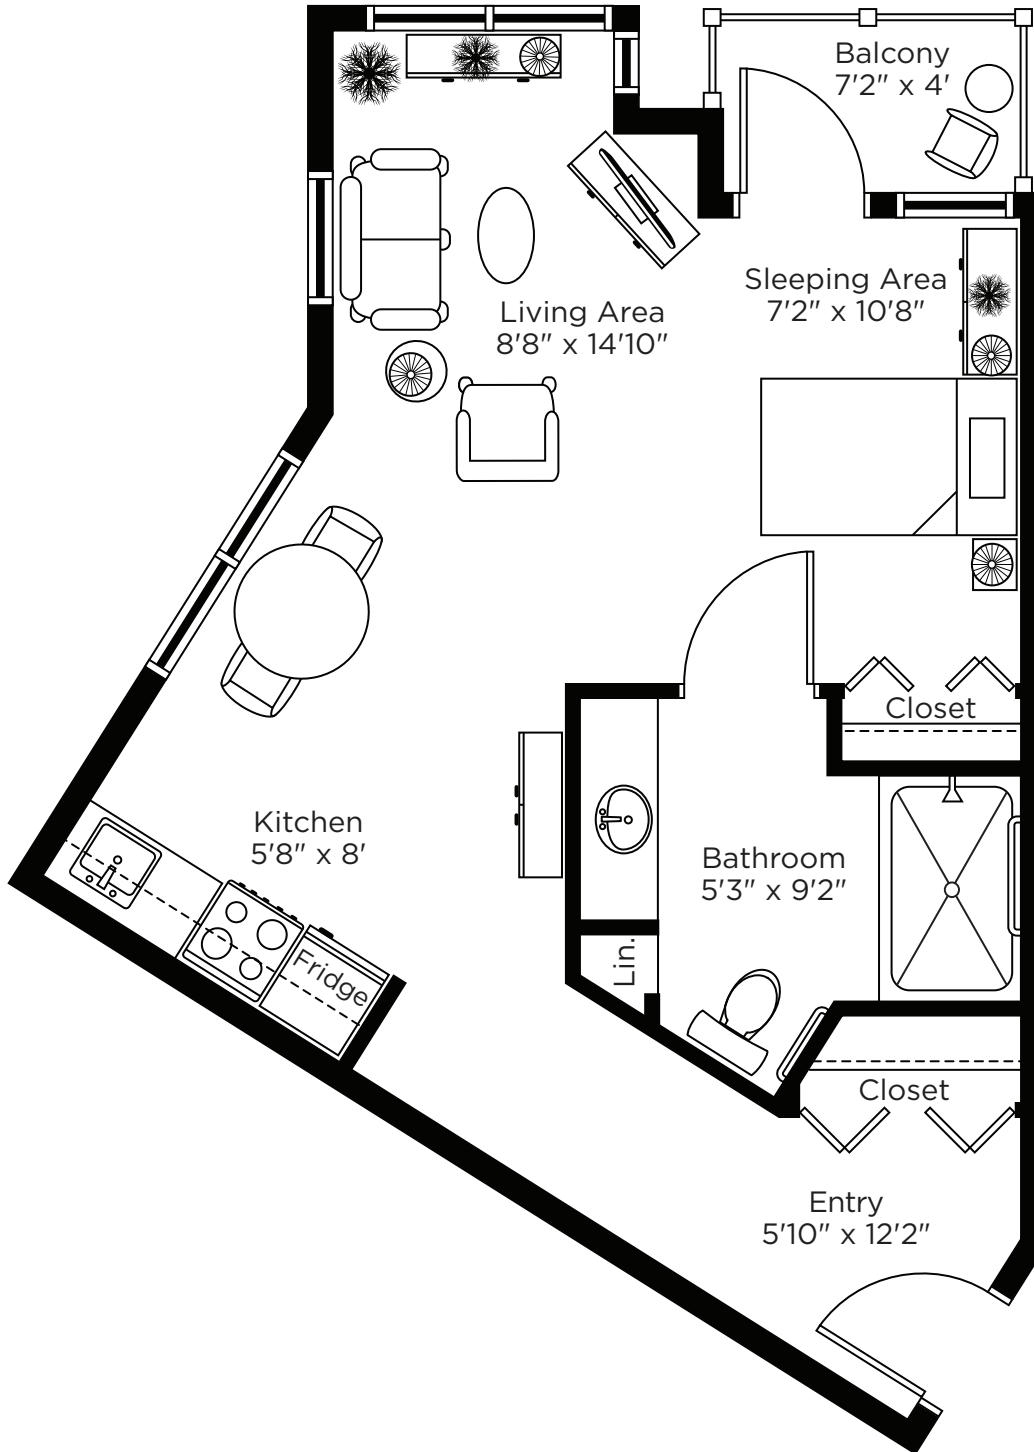 Balcony
7'2" x 4'
Sleeping Area
7'2" x 10'8"
Living Area
8'8" x 14'10"
Closet
Kitchen
5'8" x 8'
Bathroom
5'3" x 9'2"
Lin.
Fridge
Closet
Entry
5'10" x 12'2"